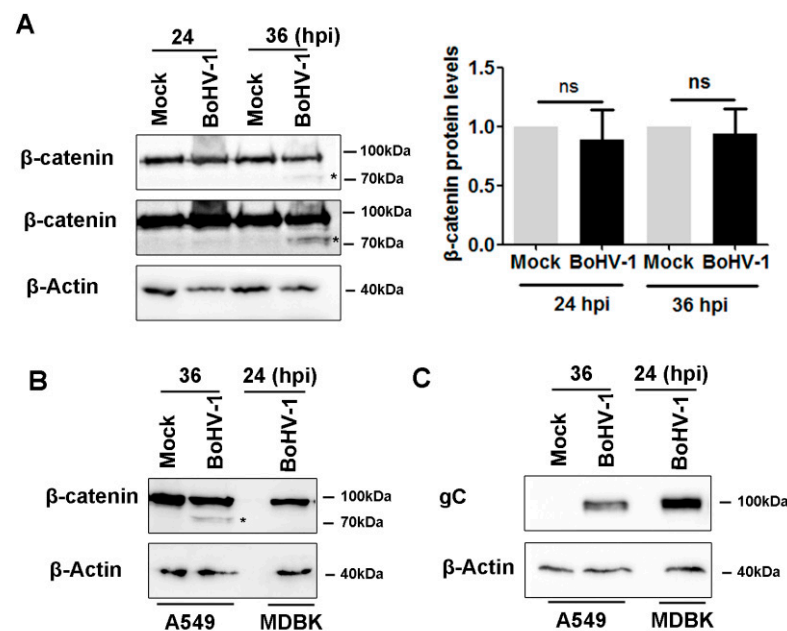 A
24 36 (hpi)
Mock BoHV-1 Mock BoHV-1
β-catenin
100kDa
70kDa
*
β-catenin
100kDa
70kDa
*
β-Actin
40kDa
β-catenin protein levels
1.5
1.0
0.5
0.0
ns ns
Mock BoHV-1 Mock BoHV-1
24 hpi 36 hpi
B
36 24 (hpi)
Mock BoHV-1 BoHV-1
β-catenin
100kDa
70kDa
*
β-Actin
40kDa
A549 MDBK
C
36 24 (hpi)
Mock BoHV-1 BoHV-1
gC
100kDa
β-Actin
40kDa
A549 MDBK